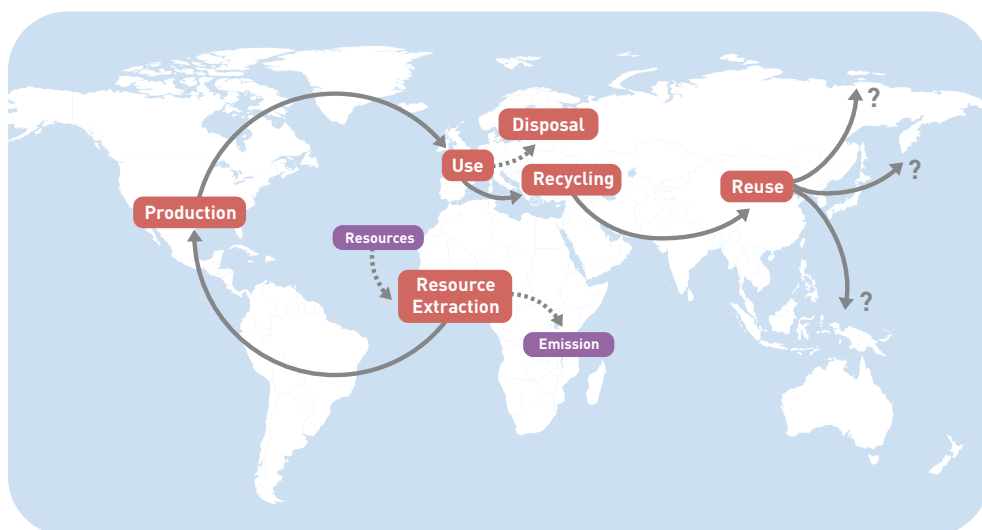 ?
Disposal
Use
?
Recycling
Reuse
Production
Resources
Resource
Extraction
?
Emission